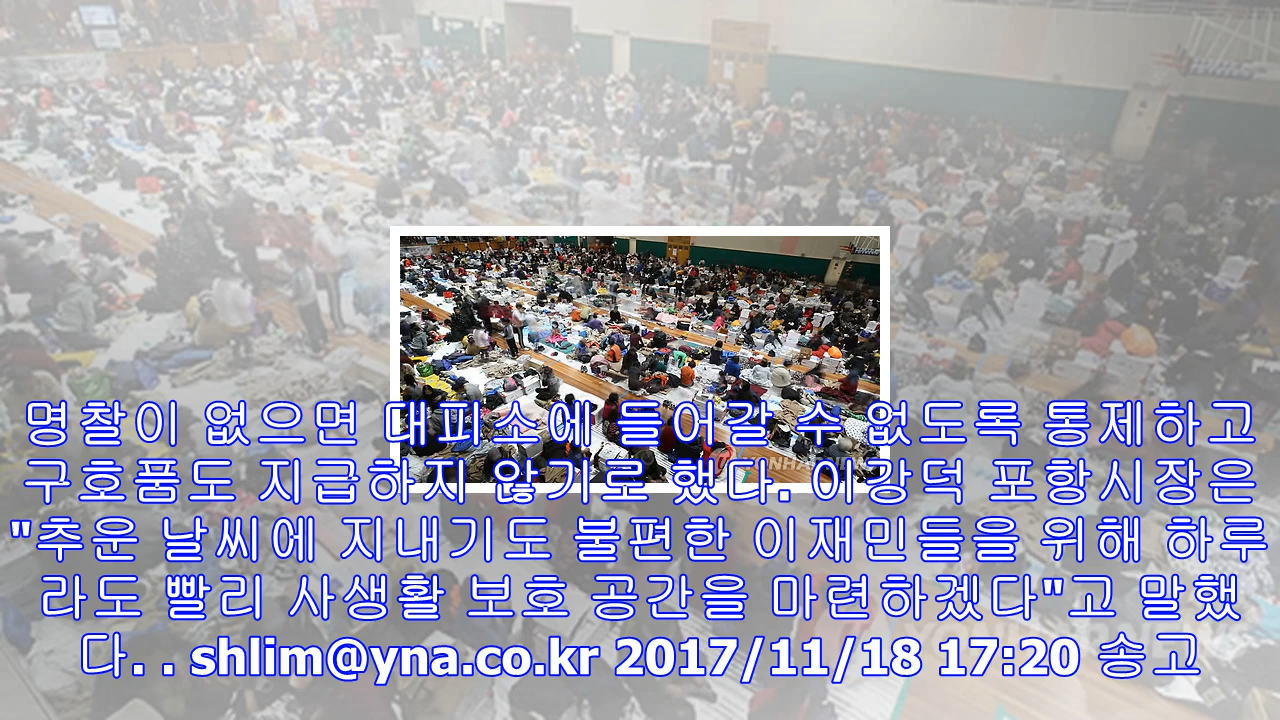 명찰이 없으면 대피소에 들어갈 수 없도록 통제하고
구호품도 지급하지 않기로 했다. 이강덕 포항시장은
"추운 날씨에 지내기도 불편한 이재민들을 위해 하루
라도 빨리 사생활 보호 공간을 마련하겠다"고 말했
다. . shlim@yna.co.kr 2017/11/18 17:20 송고